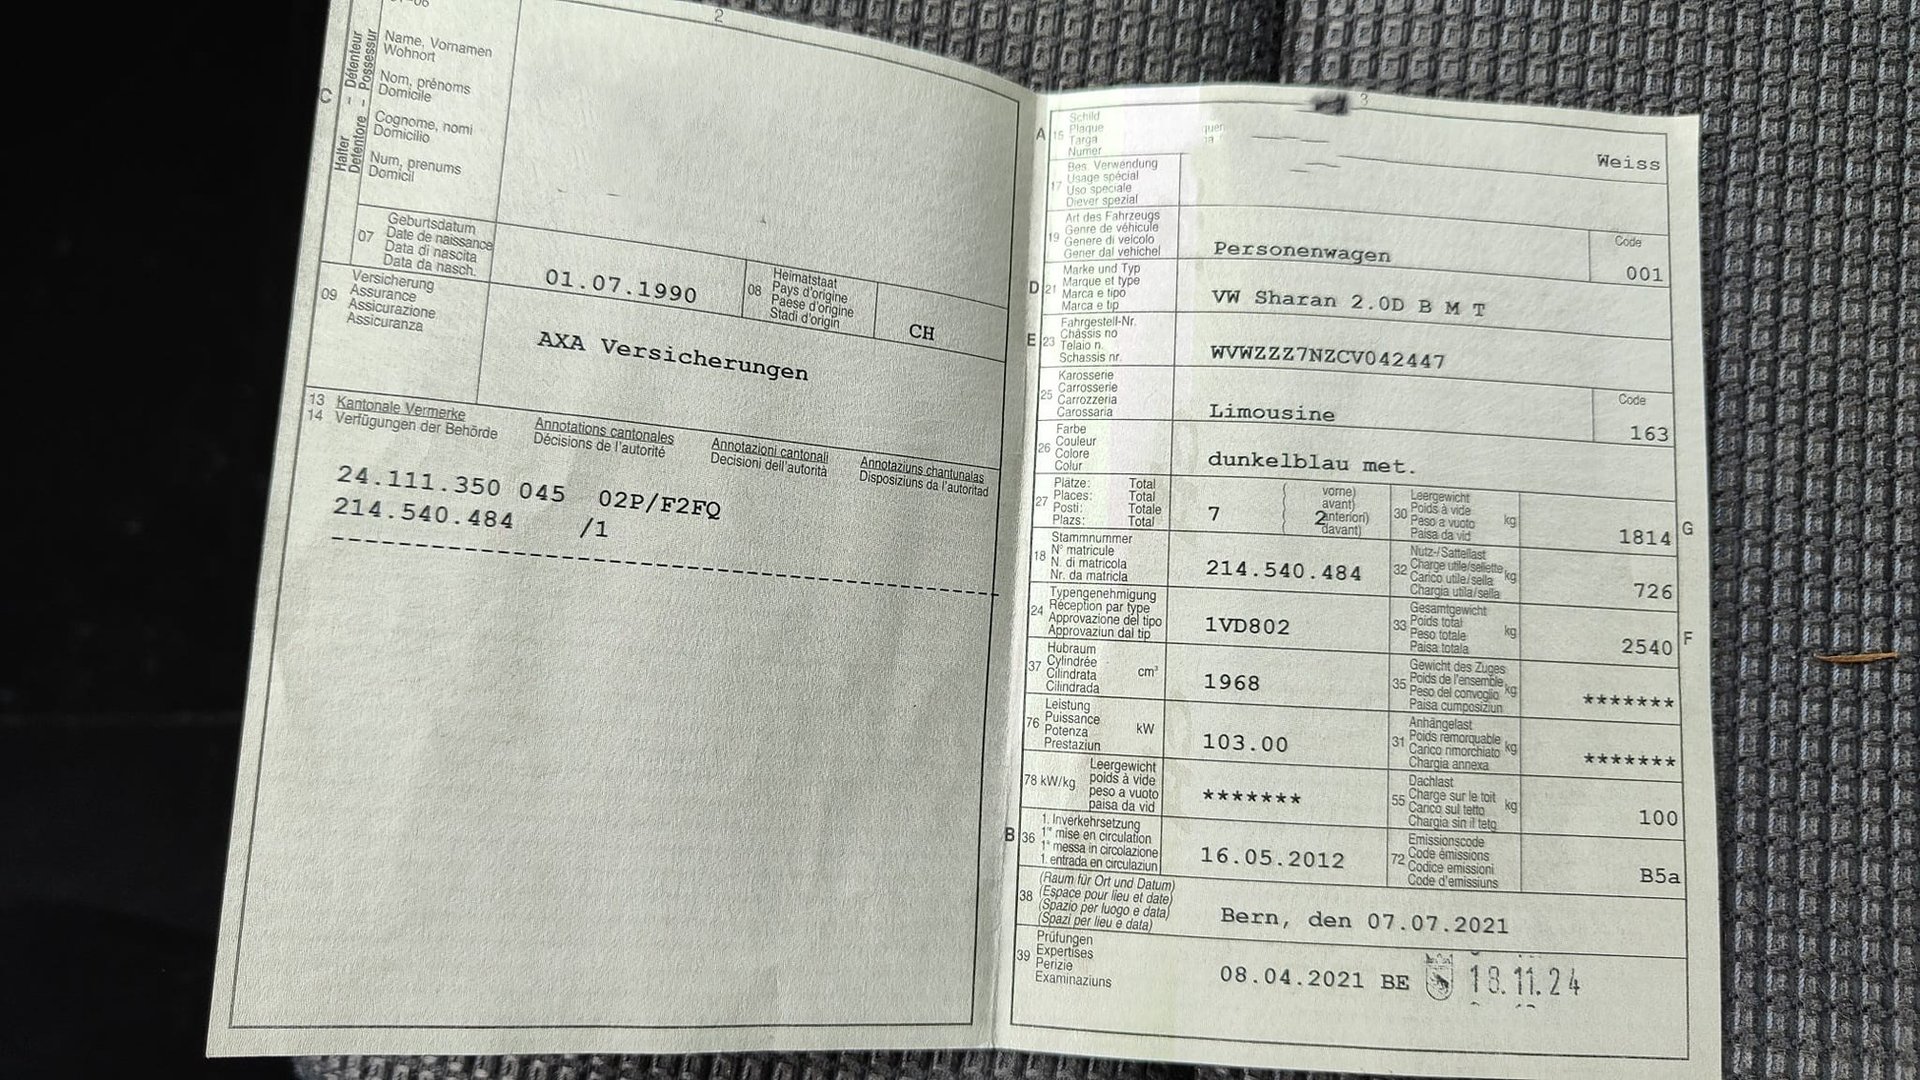 2
C
Halter – Détenteur
Detentore – Possessur
Name, Vornamen
Wohnort
Nom, prénoms
Domicile
Cognome, nomi
Domicilio
Num, prenums
Domicil
07
Geburtsdatum
Date de naissance
Data di nascita
Data da nasch.
01.07.1990
08
Heimatstaat
Pays d'origine
Paese d'origine
Stadi d'origin
CH
09
Versicherung
Assurance
Assicurazione
Assicuranza
AXA Versicherungen
13 Kantonale Vermerke
14 Verfügungen der Behörde
Annotations cantonales
Décisions de l'autorité
Annotazioni cantonali
Decisioni dell'autorità
Annotaziuns chantunalas
Disposiziuns da l'autoritad
24.111.350 045 02P/F2FQ
214.540.484 /1
3
A 15
Schild
Plaque
Targa
Numer
Weiss
17
Bes. Verwendung
Usage spécial
Uso speciale
Diever spezial
19
Art des Fahrzeugs
Genre de véhicule
Genere di veicolo
Gener dal vehichel
Personenwagen
Code
001
D 21
Marke und Typ
Marque et type
Marca e tipo
Marca e tip
VW Sharan 2.0D B M T
E 23
Fahrgestell-Nr.
Châssis no
Telaio n.
Schassis nr.
WVWZZZ7NZCV042447
25
Karosserie
Carrosserie
Carrozzeria
Carossaria
Limousine
Code
163
26
Farbe
Couleur
Colore
Colur
dunkelblau met.
27
Plätze: Total
Places: Total
Posti: Totale
Plazs: Total
7
2
vorne)
avant)
anteriori)
davant)
30
Leergewicht
Poids à vide
Peso a vuoto
Paisa da vid
kg
1814
G
18
Stammnummer
N° matricule
N. di matricola
Nr. da matricla
214.540.484
32
Nutz-/Sattellast
Charge utile/sellette
Carico utile/sella
Chargia utila/sella
kg
726
24
Typengenehmigung
Réception par type
Approvazione del tipo
Approvaziun dal tip
1VD802
33
Gesamtgewicht
Poids total
Peso totale
Paisa totala
kg
2540
F
37
Hubraum
Cylindrée
Cilindrata
Cilindrada
cm³
1968
35
Gewicht des Zuges
Poids de l'ensemble
Peso del convoglio
Paisa cumposiziun
kg
*******
76
Leistung
Puissance
Potenza
Prestaziun
kW
103.00
31
Anhängelast
Poids remorquable
Carico rimorchiato
Chargia annexa
kg
*******
78 kW/kg
Leergewicht
poids à vide
peso a vuoto
paisa da vid
*******
55
Dachlast
Charge sur le toit
Carico sul tetto
Chargia sin il tetg
kg
100
B 36
1. Inverkehrsetzung
1re mise en circulation
1a messa in circolazione
1. entrada en circulaziun
16.05.2012
72
Emissionscode
Code émissions
Codice emissioni
Code d'emissiuns
B5a
38
(Raum für Ort und Datum)
(Espace pour lieu et date)
(Spazio per luogo e data)
(Spazi per lieu e data)
Bern, den 07.07.2021
39
Prüfungen
Expertises
Perizie
Examinaziuns
08.04.2021 BE 18.11.24